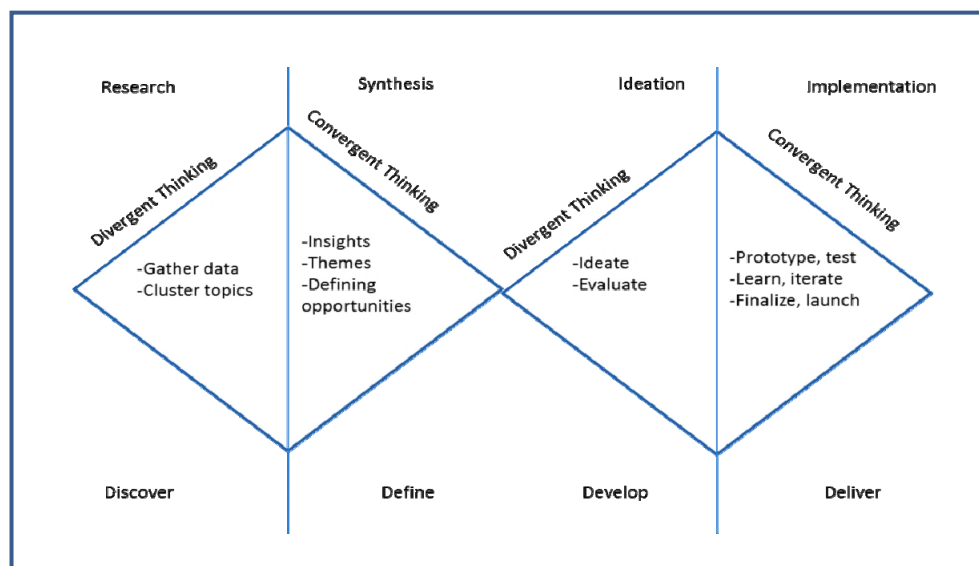 Research
Synthesis
Ideation
Implementation
Divergent Thinking
Convergent Thinking
Divergent Thinking
Convergent Thinking
-Gather data
-Cluster topics
-Insights
-Themes
-Defining
opportunities
-Ideate
-Evaluate
-Prototype, test
-Learn, iterate
-Finalize, launch
Discover
Define
Develop
Deliver